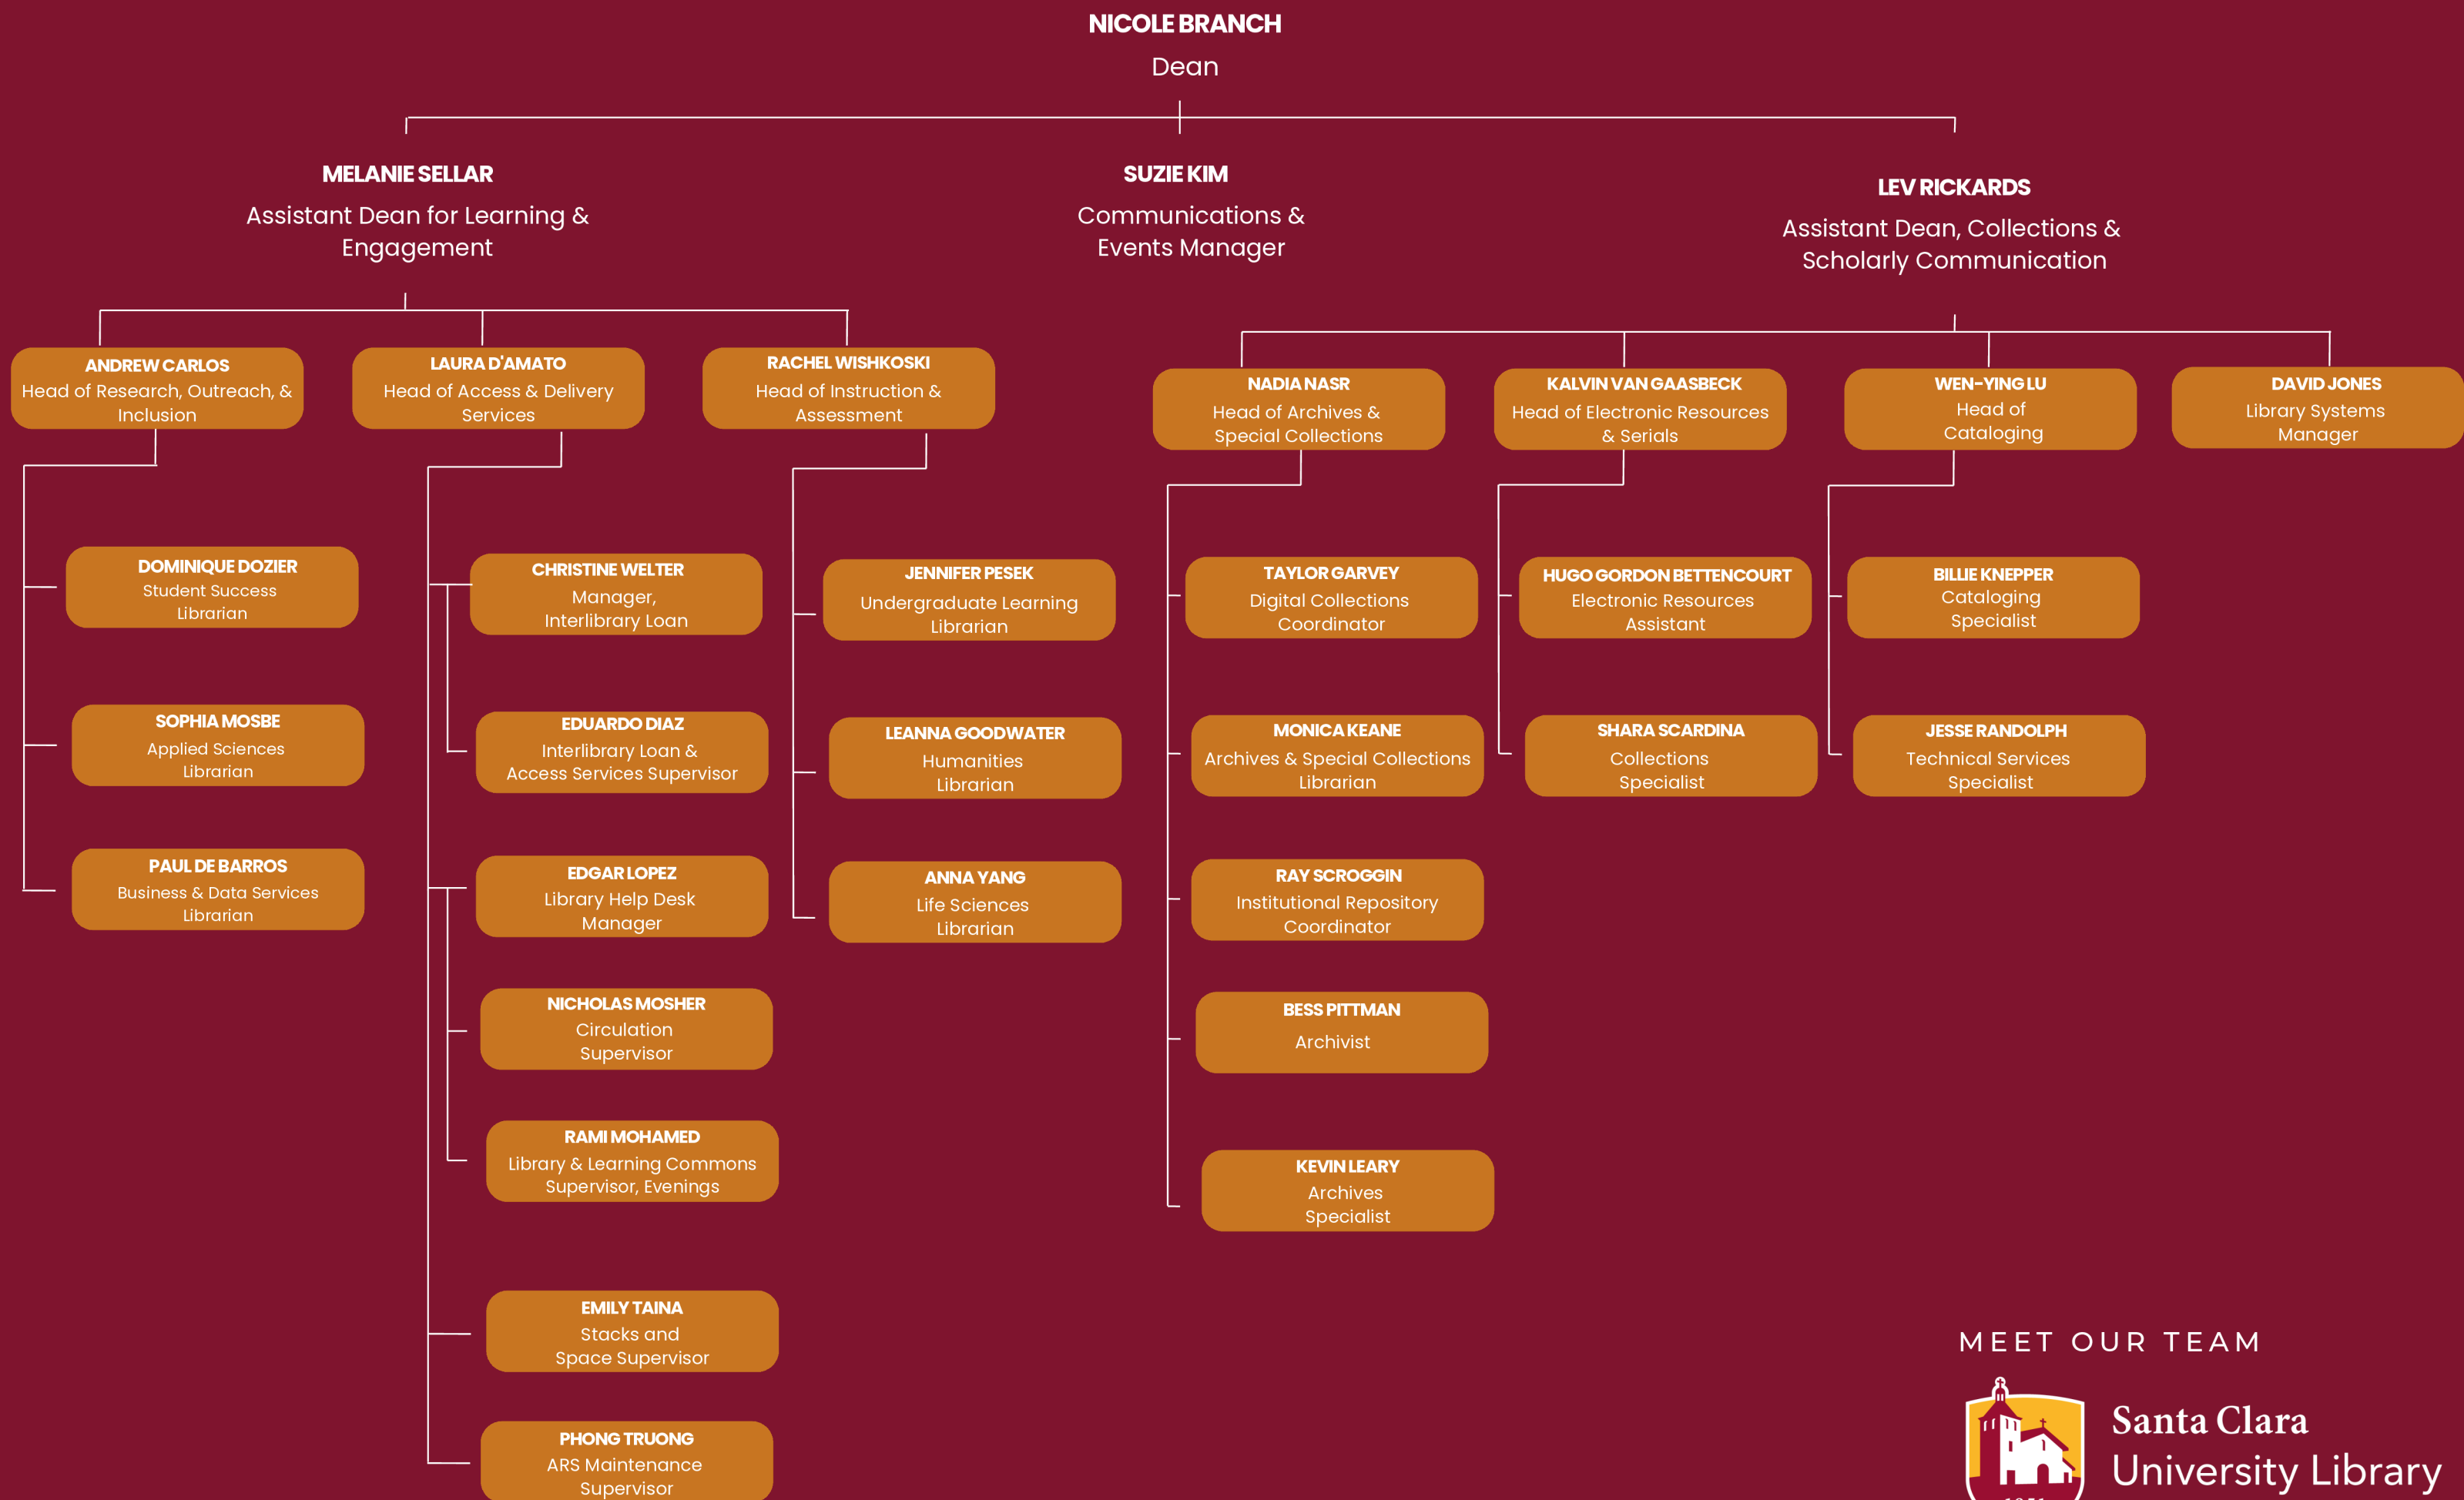 NICOLE BRANCH
Dean
MELANIE SELLAR
Assistant Dean for Learning &
Engagement
SUZIE KIM
Communications &
Events Manager
LEV RICKARDS
Assistant Dean, Collections &
Scholarly Communication
ANDREW CARLOS
Head of Research, Outreach, &
Inclusion
LAURA D'AMATO
Head of Access & Delivery
Services
RACHEL WISHKOSKI
Head of Instruction &
Assessment
NADIA NASR
Head of Archives &
Special Collections
KALVIN VAN GAASBECK
Head of Electronic Resources
& Serials
WEN-YING LU
Head of
Cataloging
DAVID JONES
Library Systems
Manager
DOMINIQUE DOZIER
Student Success
Librarian
SOPHIA MOSBE
Applied Sciences
Librarian
PAUL DE BARROS
Business & Data Services
Librarian
CHRISTINE WELTER
Manager,
Interlibrary Loan
EDUARDO DIAZ
Interlibrary Loan &
Access Services Supervisor
EDGAR LOPEZ
Library Help Desk
Manager
NICHOLAS MOSHER
Circulation
Supervisor
RAMI MOHAMED
Library & Learning Commons
Supervisor, Evenings
EMILY TAINA
Stacks and
Space Supervisor
PHONG TRUONG
ARS Maintenance
Supervisor
JENNIFER PESEK
Undergraduate Learning
Librarian
LEANNA GOODWATER
Humanities
Librarian
ANNA YANG
Life Sciences
Librarian
TAYLOR GARVEY
Digital Collections
Coordinator
MONICA KEANE
Archives & Special Collections
Librarian
RAY SCROGGIN
Institutional Repository
Coordinator
BESS PITTMAN
Archivist
KEVIN LEARY
Archives
Specialist
HUGO GORDON BETTENCOURT
Electronic Resources
Assistant
SHARA SCARDINA
Collections
Specialist
BILLIE KNEPPER
Cataloging
Specialist
JESSE RANDOLPH
Technical Services
Specialist
MEET OUR TEAM
Santa Clara
University Library